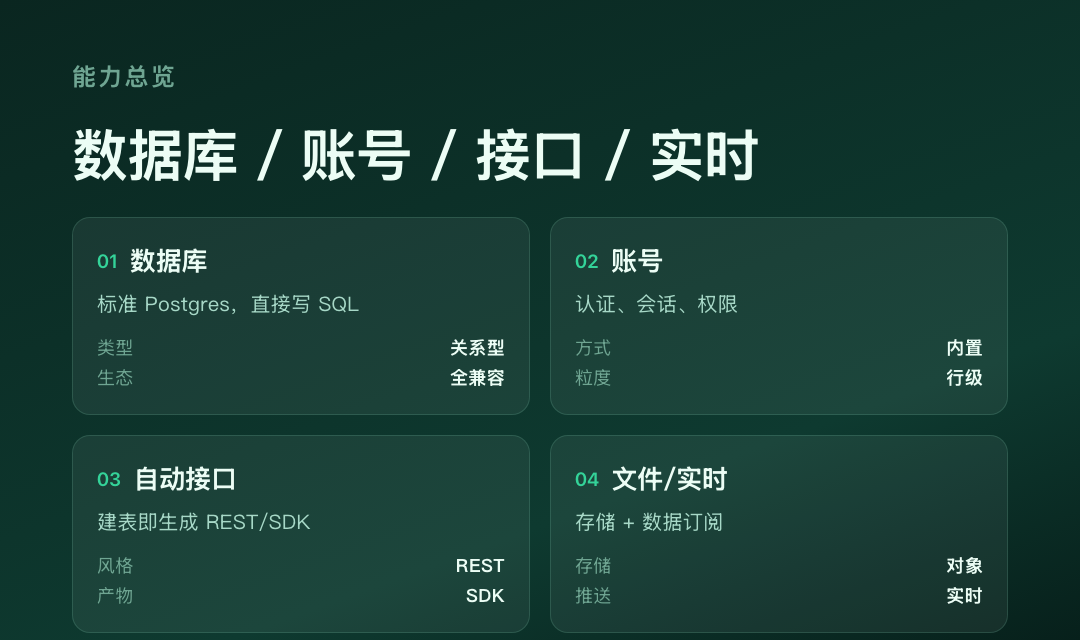 能力总览
数据库 / 账号 / 接口 / 实时
01 数据库
标准 Postgres，直接写 SQL
类型 关系型
生态 全兼容
02 账号
认证、会话、权限
方式 内置
粒度 行级
03 自动接口
建表即生成 REST/SDK
风格 REST
产物 SDK
04 文件/实时
存储 + 数据订阅
存储 对象
推送 实时